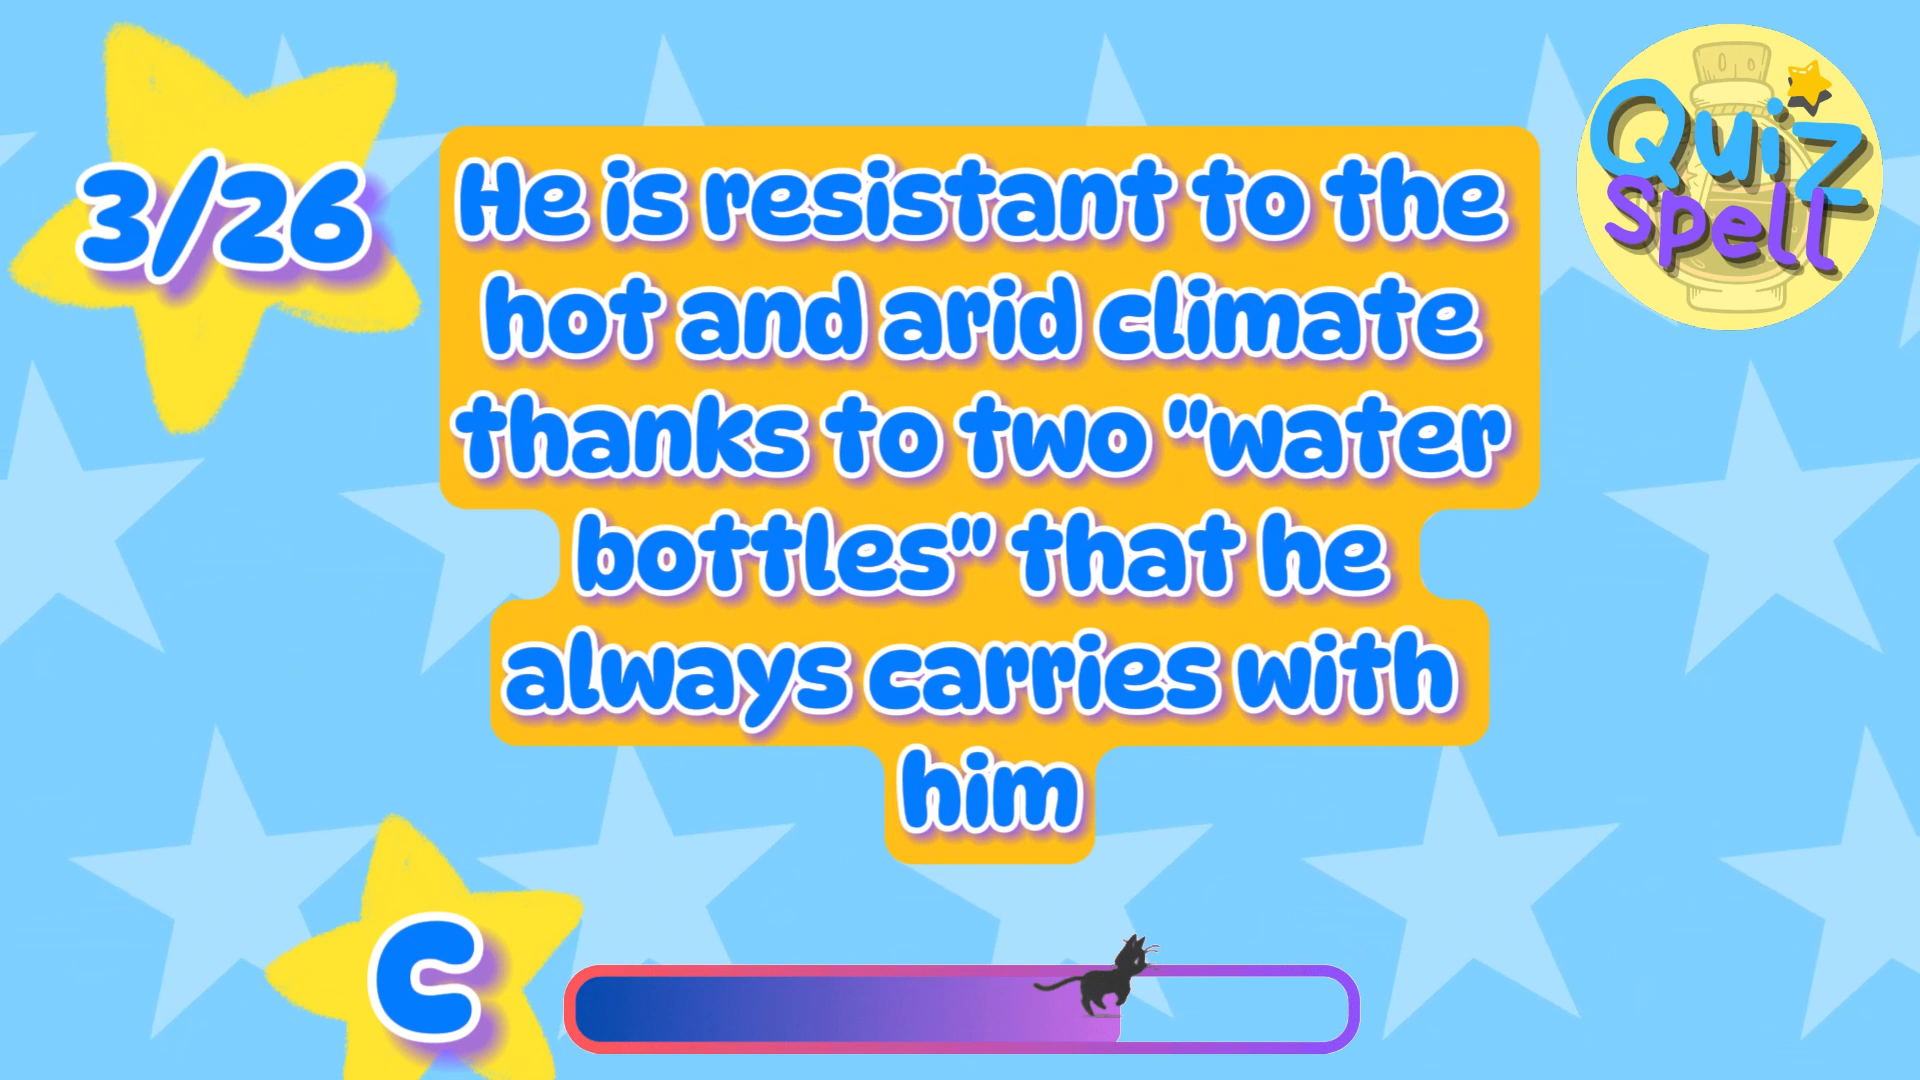 3/26
He is resistant to the
hot and arid climate
thanks to two "water
bottles" that he
always carries with
him
Quiz
Spell
C